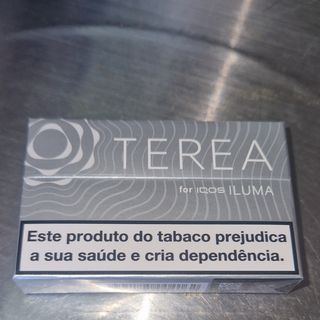 TEREA
for IQOS ILUMA
Este produto do tabaco prejudica
a sua saúde e cria dependência.